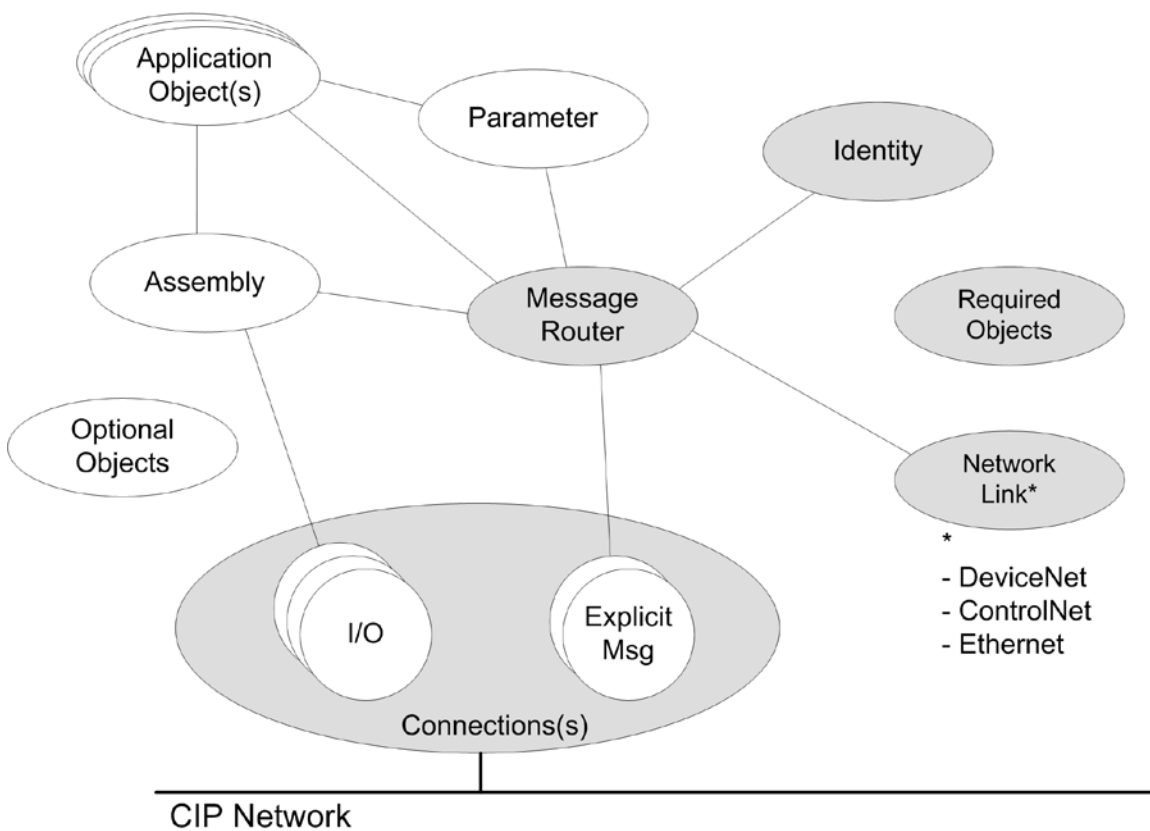 Application
Object(s)
Parameter
Identity
Assembly
Message
Router
Required
Objects
Optional
Objects
Network
Link*
*
- DeviceNet
- ControlNet
- Ethernet
I/O
Explicit
Msg
Connections(s)
CIP Network